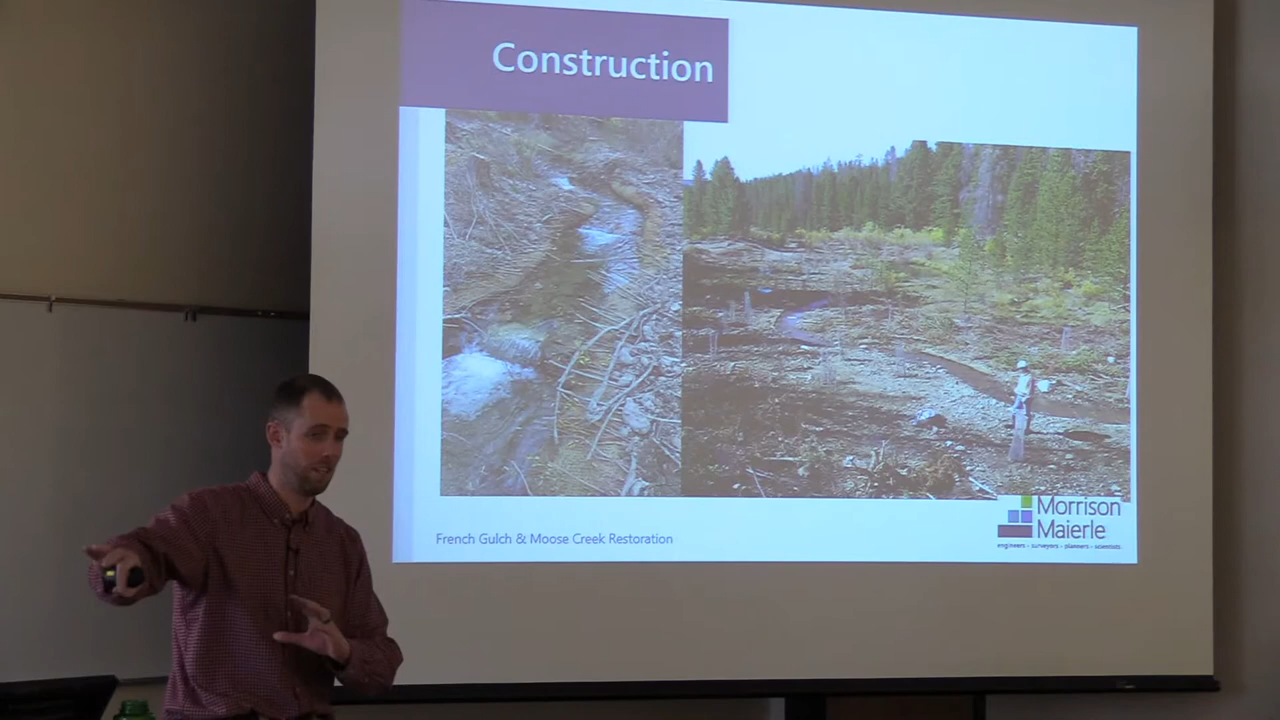 Construction
French Gulch & Moose Creek Restoration
Morrison
Maierle
engineers - surveyors - planners - scientists